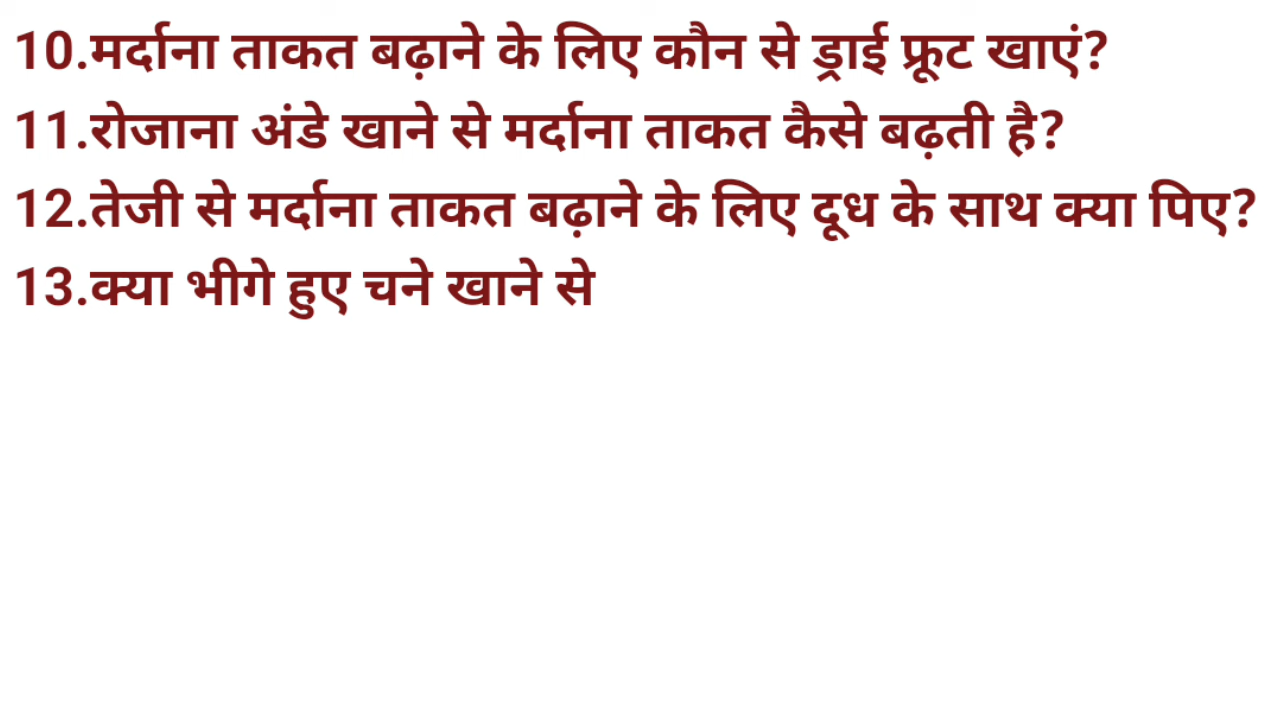 10.मर्दाना ताकत बढ़ाने के लिए कौन से ड्राई फ्रूट खाएं?
11.रोजाना अंडे खाने से मर्दाना ताकत कैसे बढ़ती है?
12.तेजी से मर्दाना ताकत बढ़ाने के लिए दूध के साथ क्या पिए?
13.क्या भीगे हुए चने खाने से